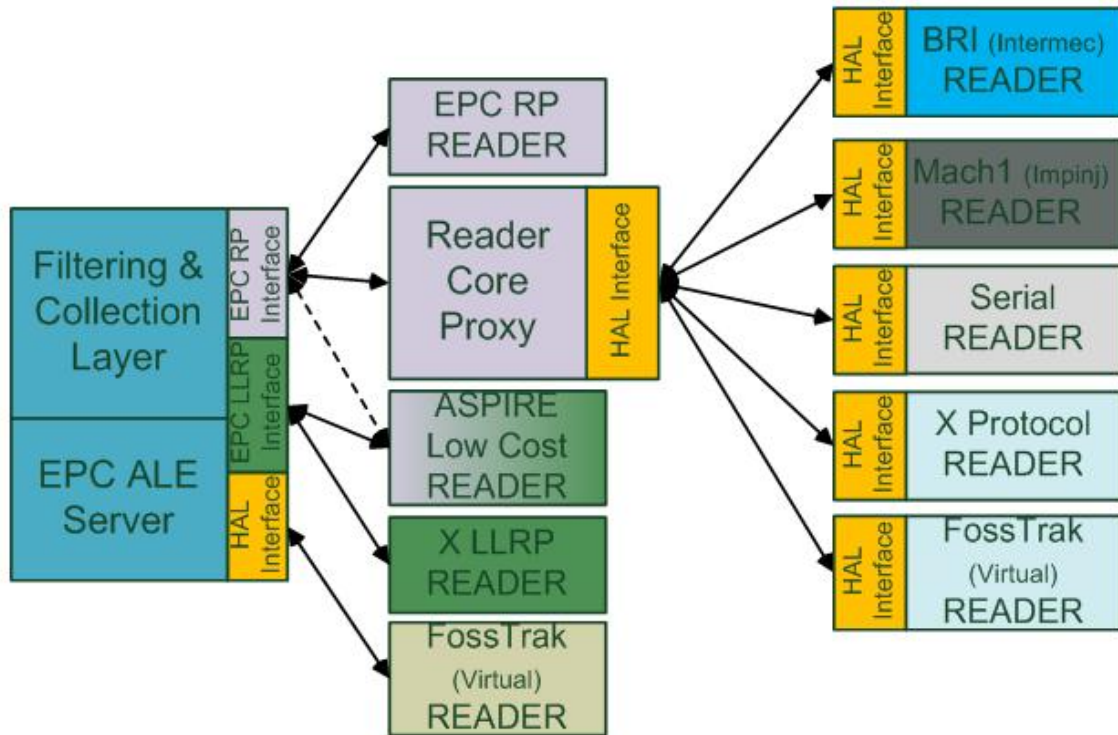 Filtering &
Collection
Layer
EPC ALE
Server
EPC RP
Interface
EPC LLRP
Interface
HAL
Interface
EPC RP
READER
Reader
Core
Proxy
HAL Interface
ASPIRE
Low Cost
READER
X LLRP
READER
FossTrak
(Virtual)
READER
HAL
Interface
BRI (Intermec)
READER
HAL
Interface
Mach1 (Impinj)
READER
HAL
Interface
Serial
READER
HAL
Interface
X Protocol
READER
HAL
Interface
FossTrak
(Virtual)
READER